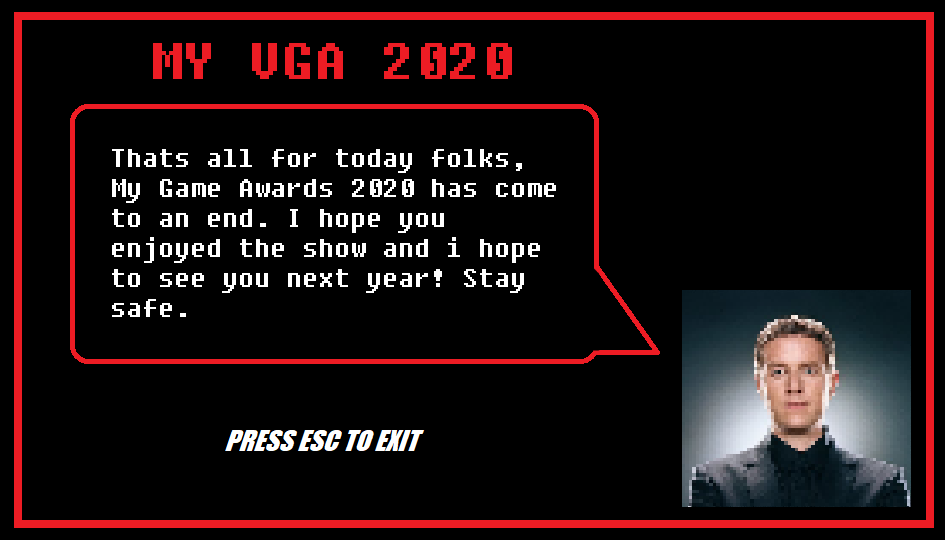 MY VGA 2020
Thats all for today folks,
My Game Awards 2020 has come
to an end. I hope you
enjoyed the show and i hope
to see you next year! Stay
safe.
PRESS ESC TO EXIT